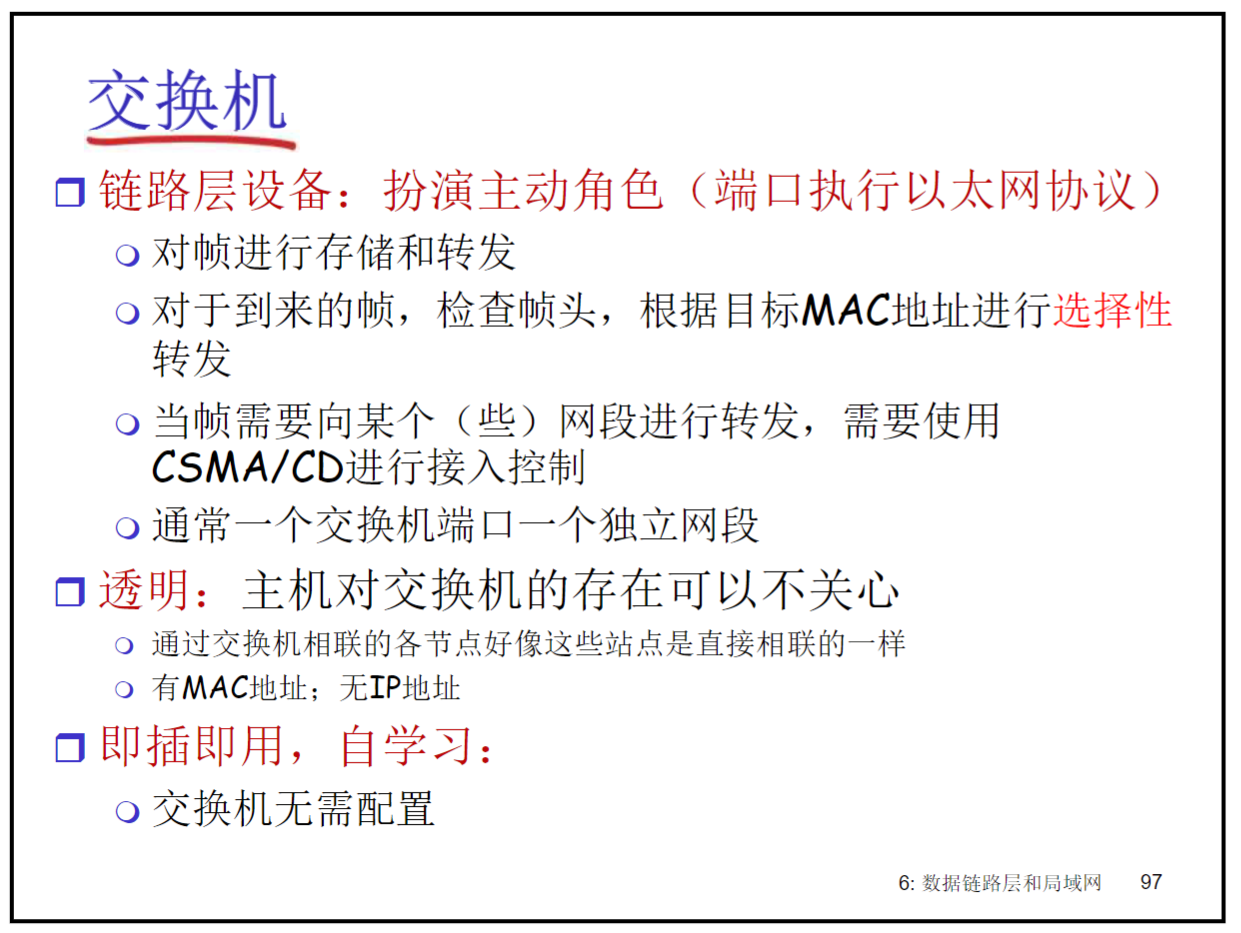 交换机
链路层设备：扮演主动角色（端口执行以太网协议）
对帧进行存储和转发
对于到来的帧，检查帧头，根据目标MAC地址进行选择性
转发
当帧需要向某个（些）网段进行转发，需要使用
CSMA/CD进行接入控制
通常一个交换机端口一个独立网段
透明：主机对交换机的存在可以不关心
通过交换机相联的各节点好像这些站点是直接相联的一样
有MAC地址；无IP地址
即插即用，自学习：
交换机无需配置
6: 数据链路层和局域网 97